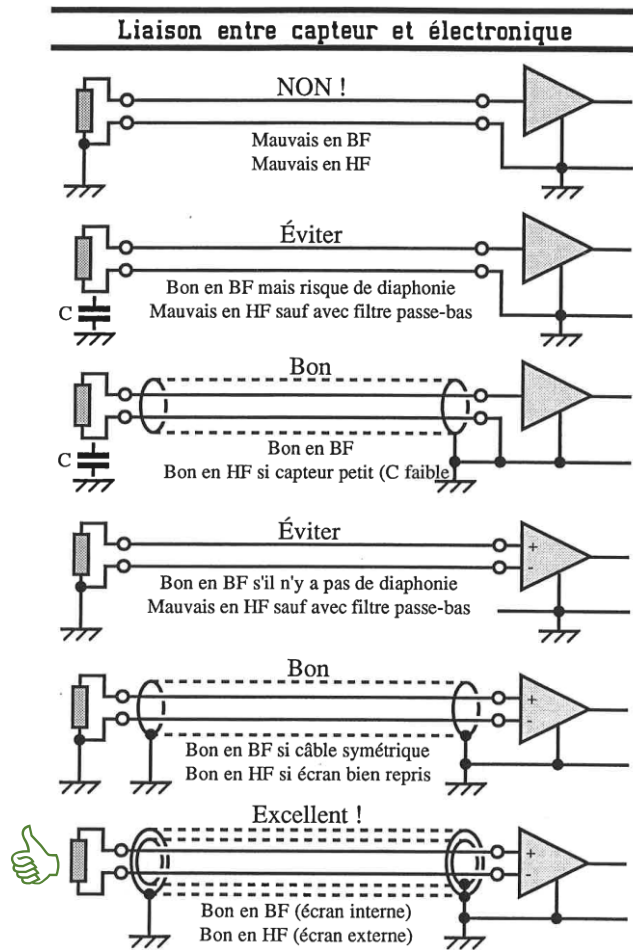 Liaison entre capteur et électronique
NON !
Mauvais en BF
Mauvais en HF
Éviter
Bon en BF mais risque de diaphonie
C
Mauvais en HF sauf avec filtre passe-bas
Bon
Bon en BF
C
Bon en HF si capteur petit (C faible
Éviter
+
-
Bon en BF s'il n'y a pas de diaphonie
Mauvais en HF sauf avec filtre passe-bas
Bon
+
-
Bon en BF si câble symétrique
Bon en HF si écran bien repris
Excellent !
+
-
Bon en BF (écran interne)
Bon en HF (écran externe)